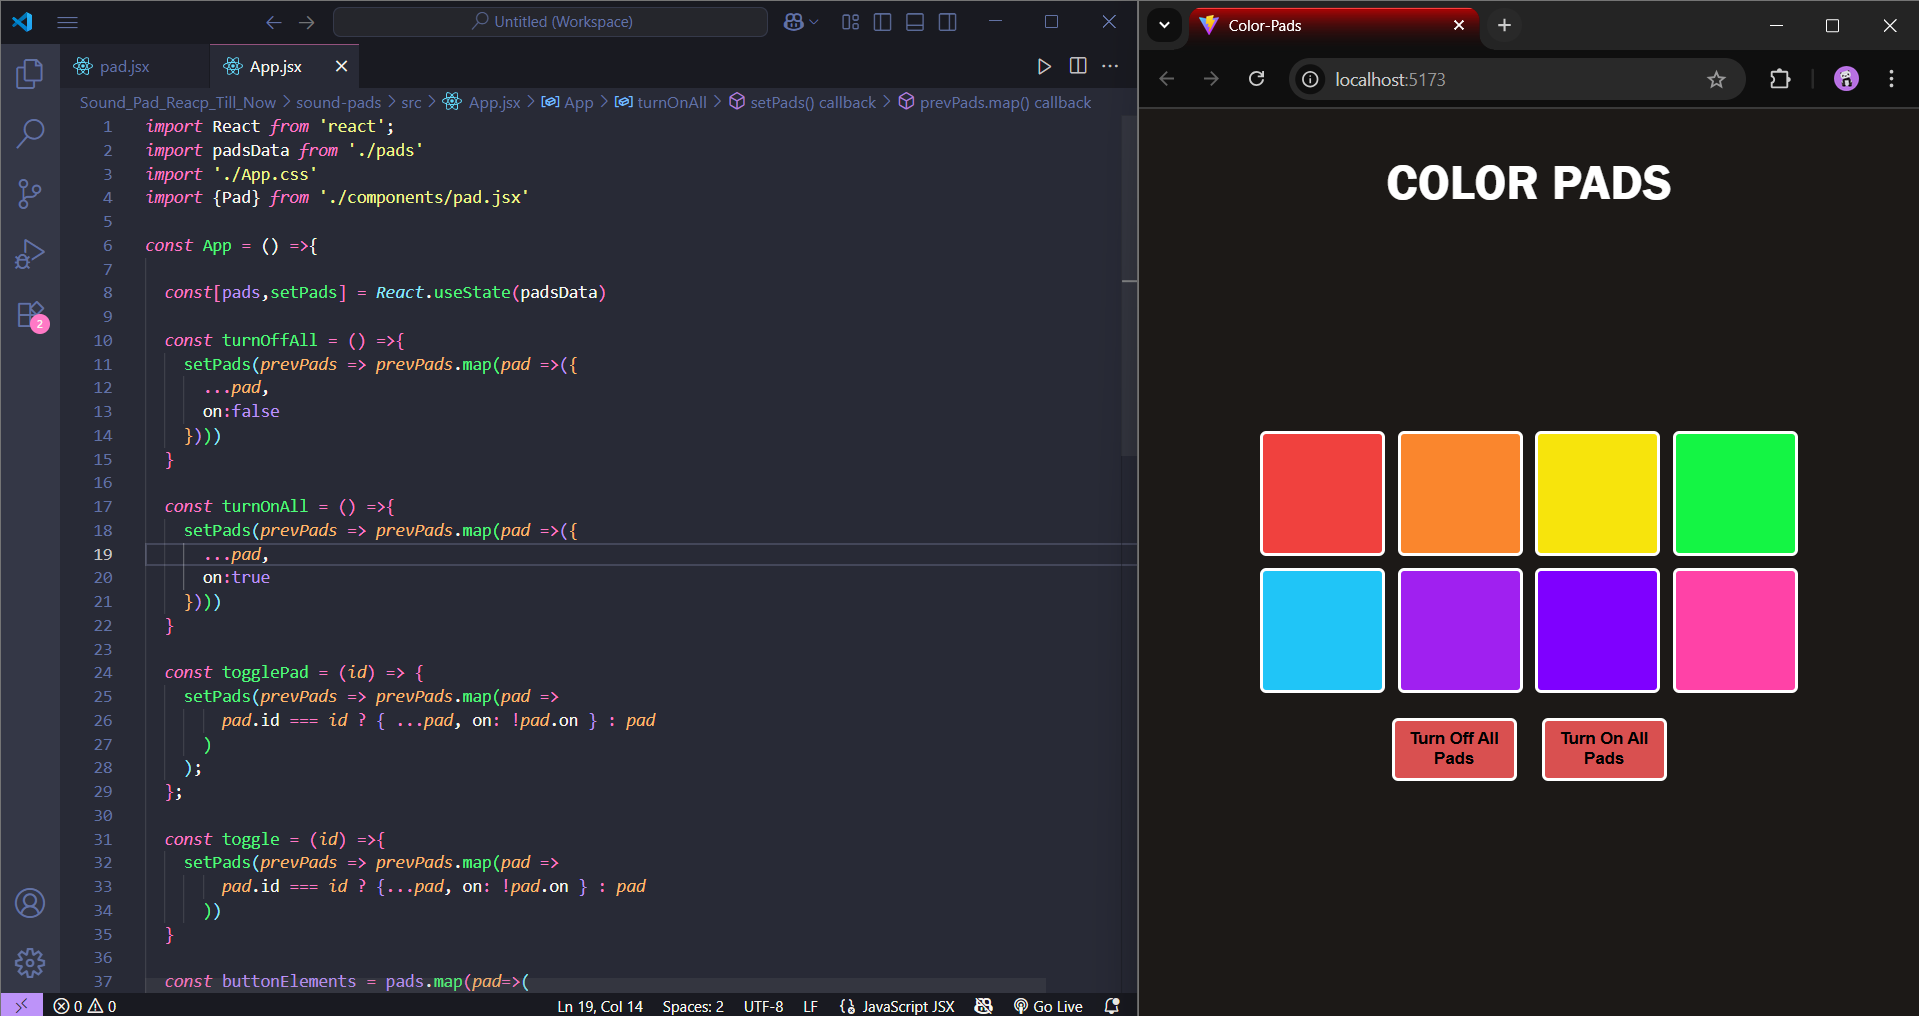 Untitled (Workspace)
pad.jsx
App.jsx
Sound_Pad_Reacp_Till_Now > sound-pads > src > App.jsx > App > turnOnAll > setPads() callback > prevPads.map() callback
1 import React from 'react';
2 import padsData from './pads'
3 import './App.css'
4 import {Pad} from './components/pad.jsx'
5
6 const App = () =>{
7
8 const[pads,setPads] = React.useState(padsData)
9
10 const turnOffAll = () =>{
11 setPads(prevPads => prevPads.map(pad =>({
12 ...pad,
13 on:false
14 })))
15 }
16
17 const turnOnAll = () =>{
18 setPads(prevPads => prevPads.map(pad =>({
19 ...pad,
20 on:true
21 })))
22 }
23
24 const togglePad = (id) => {
25 setPads(prevPads => prevPads.map(pad =>
26 pad.id === id ? { ...pad, on: !pad.on } : pad
27 )
28 );
29 };
30
31 const toggle = (id) =>{
32 setPads(prevPads => prevPads.map(pad =>
33 pad.id === id ? {...pad, on: !pad.on } : pad
34 ))
35 }
36
37 const buttonElements = pads.map(pad=>(
2
0 0
Ln 19, Col 14
Spaces: 2
UTF-8
LF
JavaScript JSX
Go Live
Color-Pads
localhost:5173
COLOR PADS
Turn Off All
Pads
Turn On All
Pads